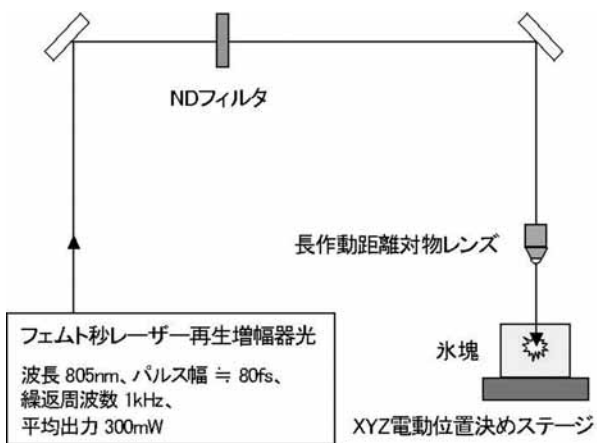 NDフィルタ
長作動距離対物レンズ
フェムト秒レーザー再生増幅器光
波長 805nm、パルス幅 ≒ 80fs、
繰返周波数 1kHz、
平均出力 300mW
氷塊
XYZ電動位置決めステージ